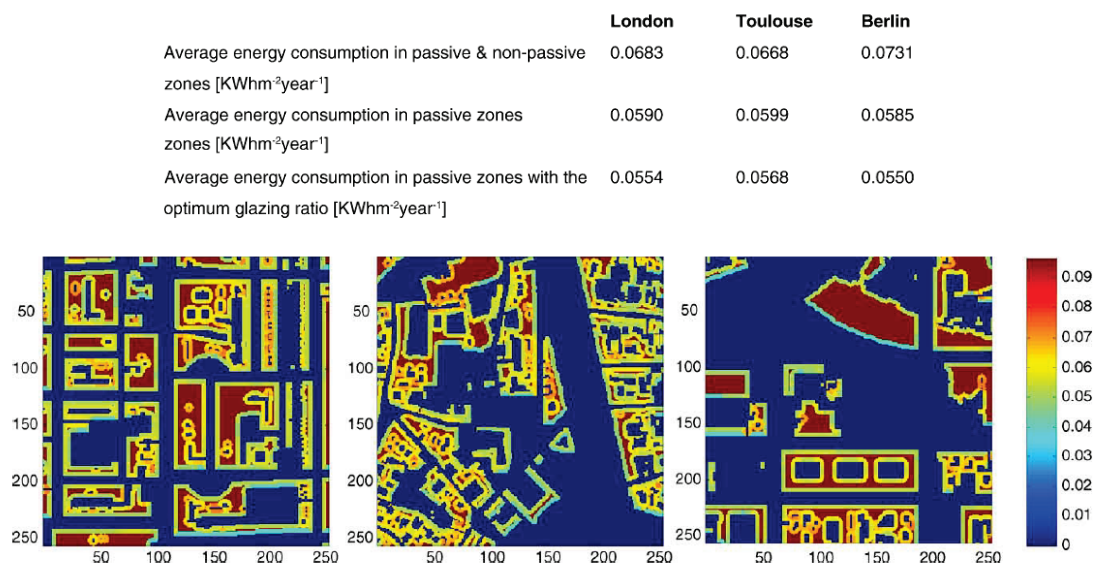 London Toulouse Berlin
Average energy consumption in passive & non-passive 0.0683 0.0668 0.0731
zones [KWhm-2year-1]
Average energy consumption in passive zones 0.0590 0.0599 0.0585
zones [KWhm-2year-1]
Average energy consumption in passive zones with the 0.0554 0.0568 0.0550
optimum glazing ratio [KWhm-2year-1]
50
100
150
200
250
50 100 150 200 250
50
100
150
200
250
50 100 150 200 250
50
100
150
200
250
50 100 150 200 250
0.09
0.08
0.07
0.06
0.05
0.04
0.03
0.02
0.01
0